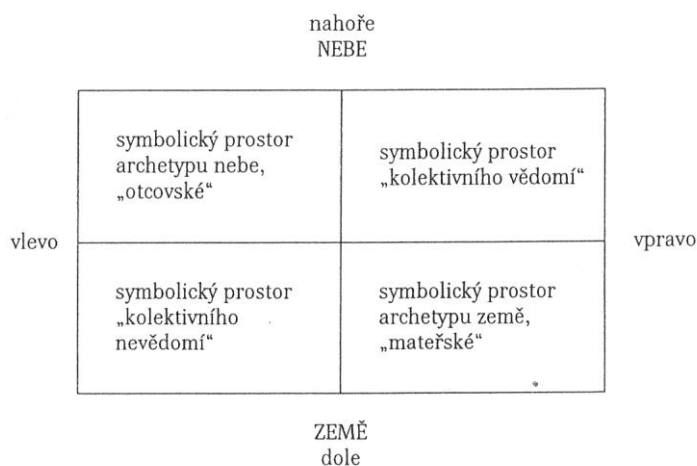 nahoře
NEBE
symbolický prostor
archetypu nebe,
„otcovské“
symbolický prostor
„kolektivního vědomí“
vlevo
vpravo
symbolický prostor
„kolektivního
nevědomí“
symbolický prostor
archetypu země,
„mateřské“
ZEMĚ
dole